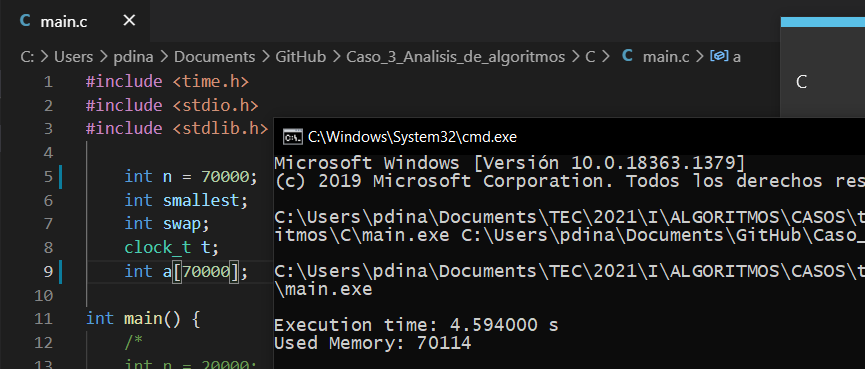 main.c
C: > Users > pdina > Documents > GitHub > Caso_3_Analisis_de_algoritmos > C > C main.c > a
1 #include <time.h>
2 #include <stdio.h>
3 #include <stdlib.h>
4
5 int n = 70000;
6 int smallest;
7 int swap;
8 clock_t t;
9 int a[70000];
10
11 int main() {
12 /*
13 int n = 20000;
C
C:\Windows\System32\cmd.exe
Microsoft Windows [Versión 10.0.18363.1379]
(c) 2019 Microsoft Corporation. Todos los derechos res
C:\Users\pdina\Documents\TEC\2021\I\ALGORITMOS\CASOS\t
itmos\C\main.exe C:\Users\pdina\Documents\GitHub\Caso_
C:\Users\pdina\Documents\TEC\2021\I\ALGORITMOS\CASOS\t
\main.exe
Execution time: 4.594000 s
Used Memory: 70114